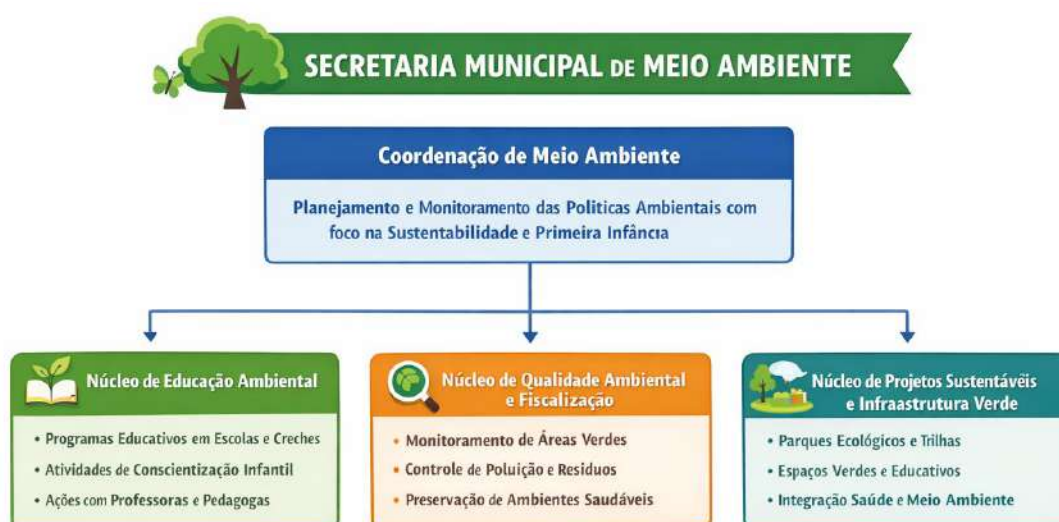 SECRETARIA MUNICIPAL DE MEIO AMBIENTE
Coordenação de Meio Ambiente
Planejamento e Monitoramento das Politicas Ambientais com
foco na Sustentabilidade e Primeira Infância
Núcleo de Educação Ambiental
• Programas Educativos em Escolas e Creches
• Atividades de Conscientização Infantil
• Ações com Professoras e Pedagogas
Núcleo de Qualidade Ambiental
e Fiscalização
• Monitoramento de Áreas Verdes
• Controle de Poluição e Residuos
• Preservação de Ambientes Saudáveis
Núcleo de Projetos Sustentávéis
e Infraastrutura Verde
• Parques Ecológicos e Trilhas
• Espaços Verdes e Educativos
• Integração Saúde e Meio Ambiente